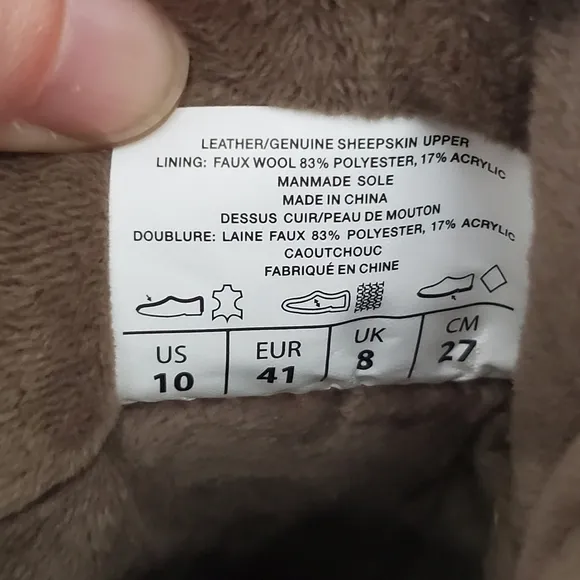 LEATHER/GENUINE SHEEPSKIN UPPER
LINING: FAUX WOOL 83% POLYESTER, 17% ACRYLIC
MANMADE SOLE
MADE IN CHINA
DESSUS CUIR/PEAU DE MOUTON
DOUBLURE: LAINE FAUX 83% POLYESTER, 17% ACRYLIC
CAOUTCHOUC
FABRIQUÉ EN CHINE
US EUR UK CM
10 41 8 27